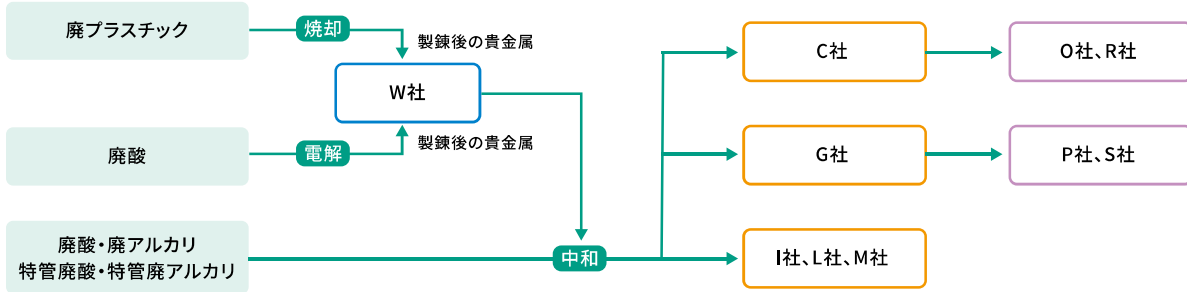 廃プラスチック
焼却
製錬後の貴金属
W社
C社
O社、R社
廃酸
電解
製錬後の貴金属
G社
P社、S社
廃酸・廃アルカリ
特管廃酸・特管廃アルカリ
中和
I社、L社、M社